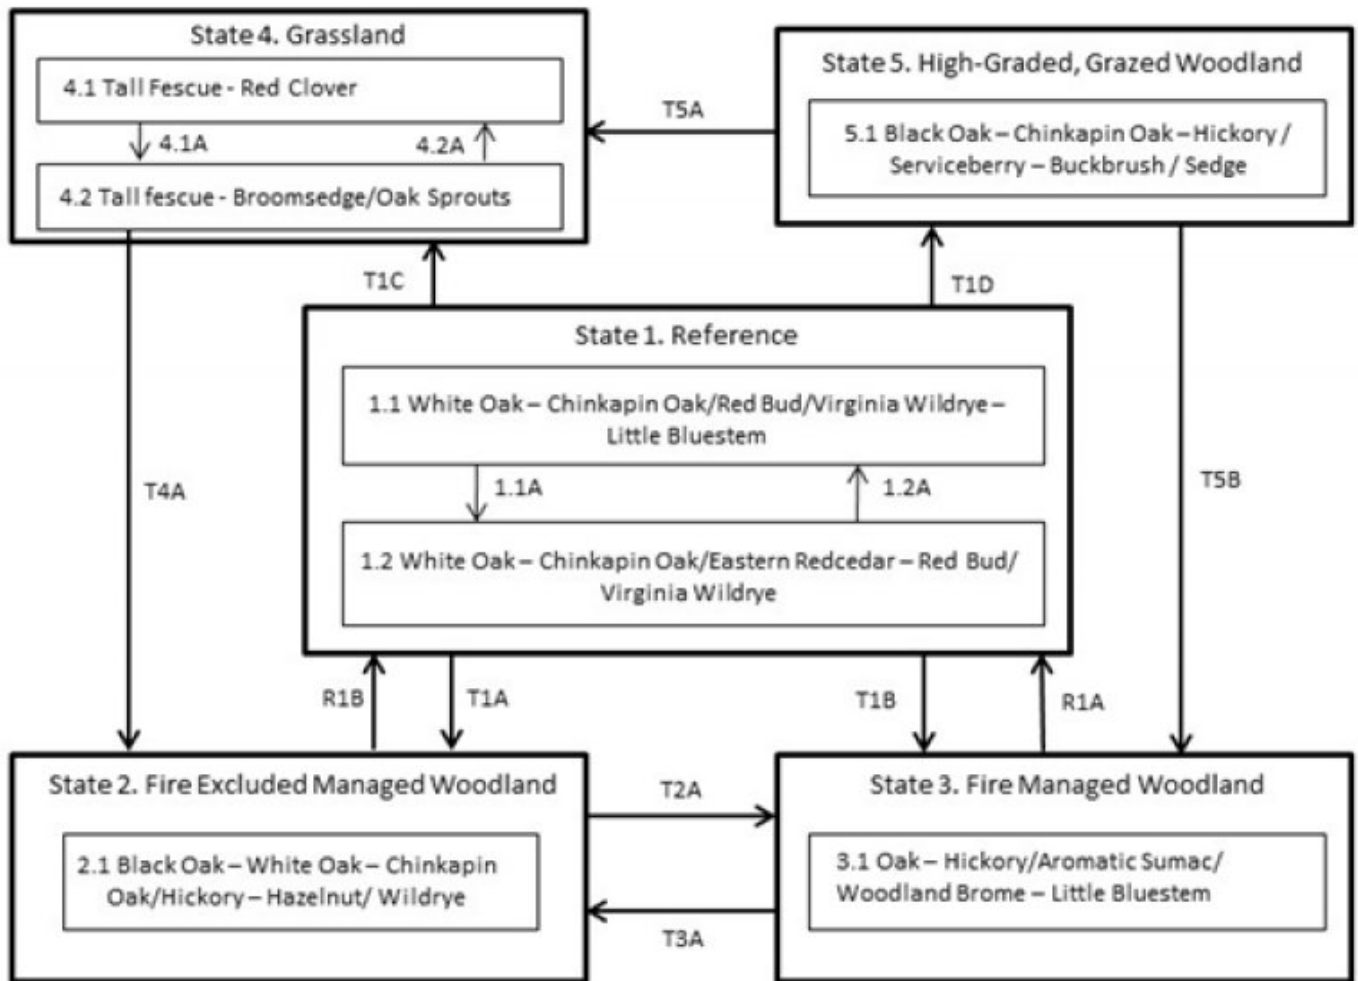 State 4. Grassland
4.1 Tall Fescue - Red Clover
4.1A
4.2A
4.2 Tall fescue - Broomsedge/Oak Sprouts
T5A
State 5. High-Graded, Grazed Woodland
5.1 Black Oak – Chinkapin Oak – Hickory /
Serviceberry – Buckbrush / Sedge
T1C
T1D
State 1. Reference
1.1 White Oak – Chinkapin Oak/Red Bud/Virginia Wildrye –
Little Bluestem
1.1A
1.2A
1.2 White Oak – Chinkapin Oak/Eastern Redcedar – Red Bud/
Virginia Wildrye
T4A
T5B
R1B
T1A
T1B
R1A
State 2. Fire Excluded Managed Woodland
2.1 Black Oak – White Oak – Chinkapin
Oak/Hickory – Hazelnut/ Wildrye
T2A
T3A
State 3. Fire Managed Woodland
3.1 Oak – Hickory/Aromatic Sumac/
Woodland Brome – Little Bluestem